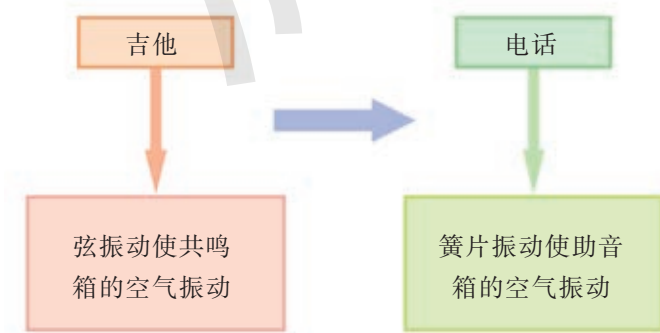 吉他
电话
弦振动使共鸣
箱的空气振动
簧片振动使助音
箱的空气振动